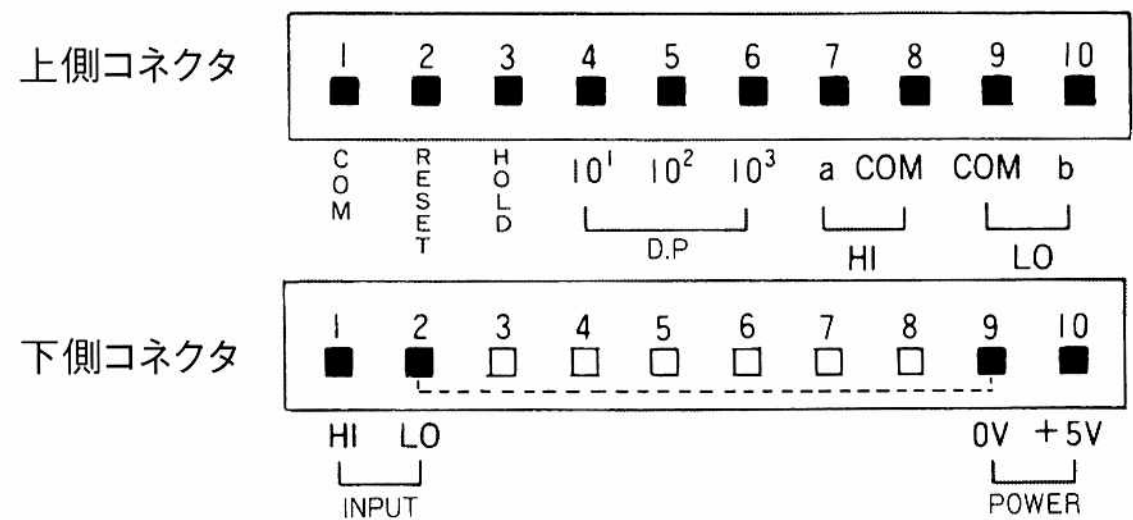 上側コネクタ
1 2 3 4 5 6 7 8 9 10
COM RESET HOLD 10¹ 10² 10³ a COM COM b
D.P HI LO
下側コネクタ
1 2 3 4 5 6 7 8 9 10
HI LO 0V +5V
INPUT POWER